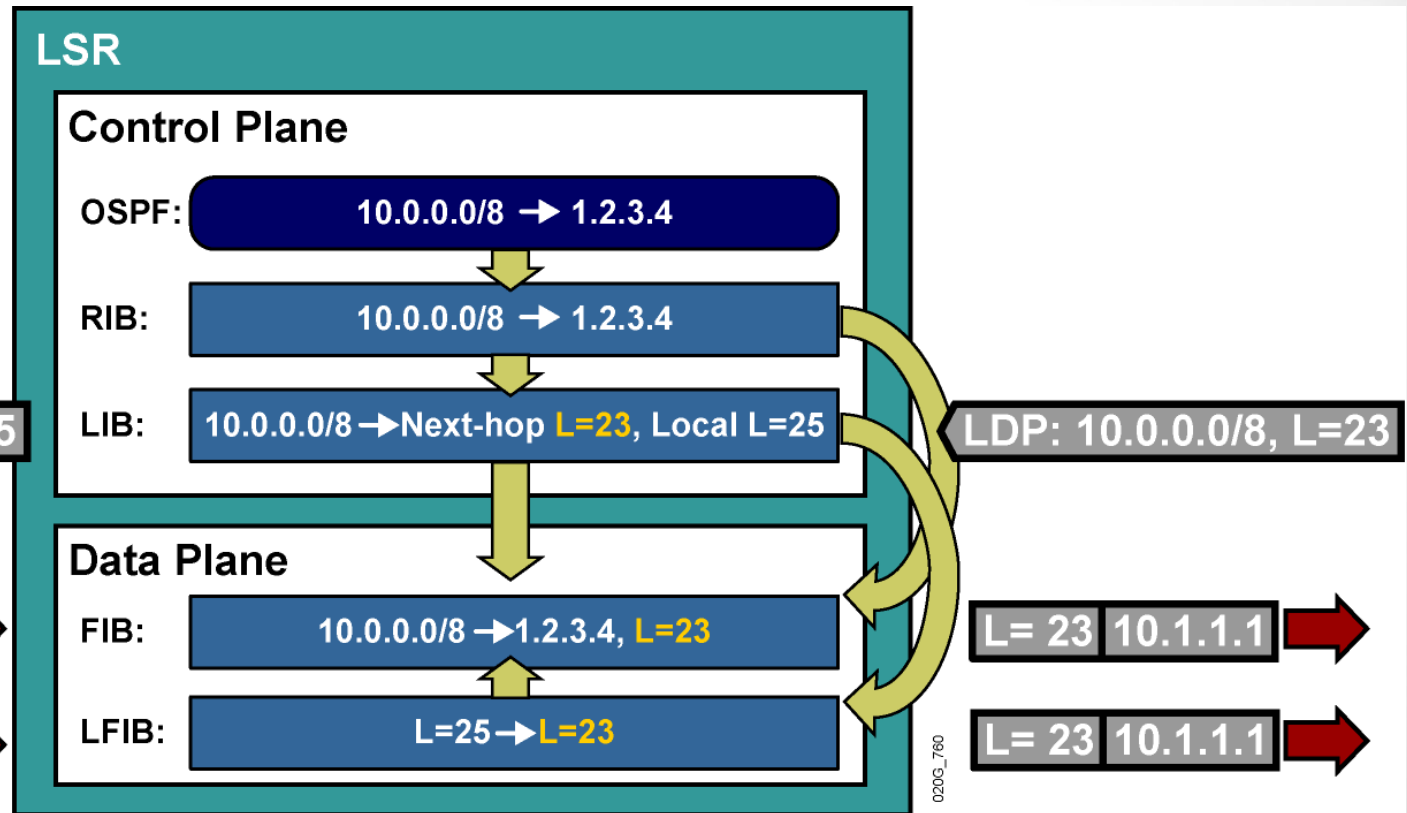 LSR
Control Plane
OSPF: 10.0.0.0/8 → 1.2.3.4
RIB: 10.0.0.0/8 → 1.2.3.4
5
LIB: 10.0.0.0/8 →Next-hop L=23, Local L=25
LDP: 10.0.0.0/8, L=23
Data Plane
FIB: 10.0.0.0/8 →1.2.3.4, L=23
L= 23 10.1.1.1
LFIB: L=25→L=23
L= 23 10.1.1.1
020G_760